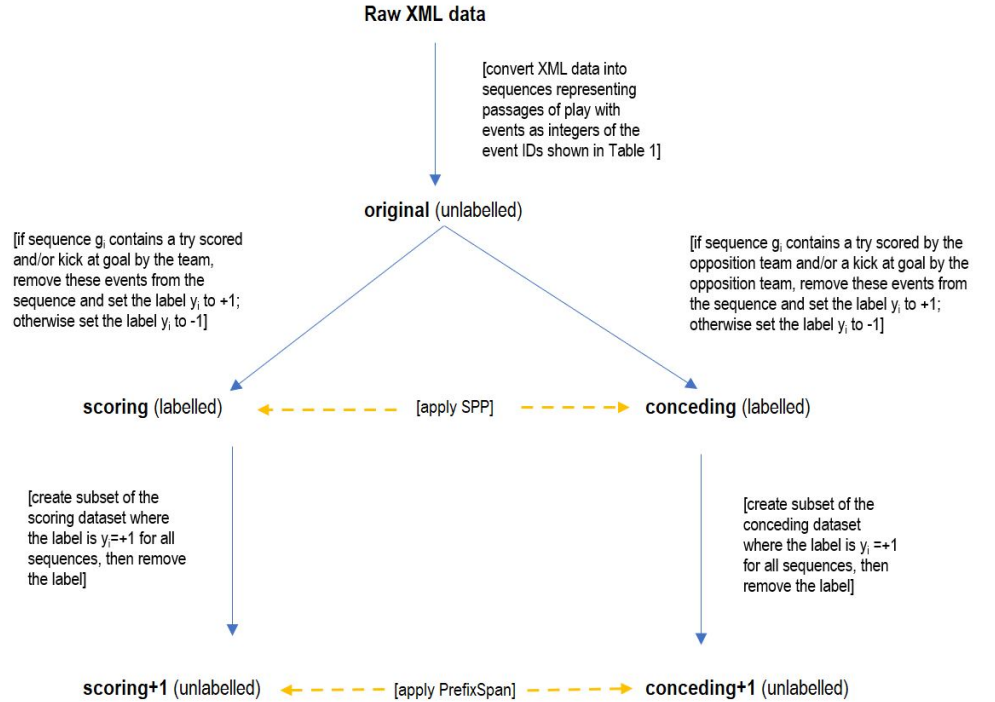 Raw XML data
[convert XML data into
sequences representing
passages of play with
events as integers of the
event IDs shown in Table 1]
original (unlabelled)
[if sequence gᵢ contains a try scored
and/or kick at goal by the team,
remove these events from the
sequence and set the label yᵢ to +1;
otherwise set the label yᵢ to -1]
[if sequence gᵢ contains a try scored by the
opposition team and/or a kick at goal by the
opposition team, remove these events from
the sequence and set the label yᵢ to +1;
otherwise set the label yᵢ to -1]
scoring (labelled)
[apply SPP]
conceding (labelled)
[create subset of the
scoring dataset where
the label is yᵢ=+1 for all
sequences, then remove
the label]
[create subset of the
conceding dataset
where the label is yᵢ =+1
for all sequences, then
remove the label]
scoring+1 (unlabelled)
[apply PrefixSpan]
conceding+1 (unlabelled)